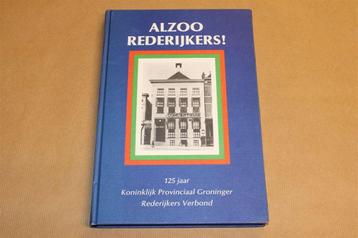 ALZOO
REDERIJKERS!
125 jaar
Koninklijk Provinciaal Groninger
Rederijkers Verbond